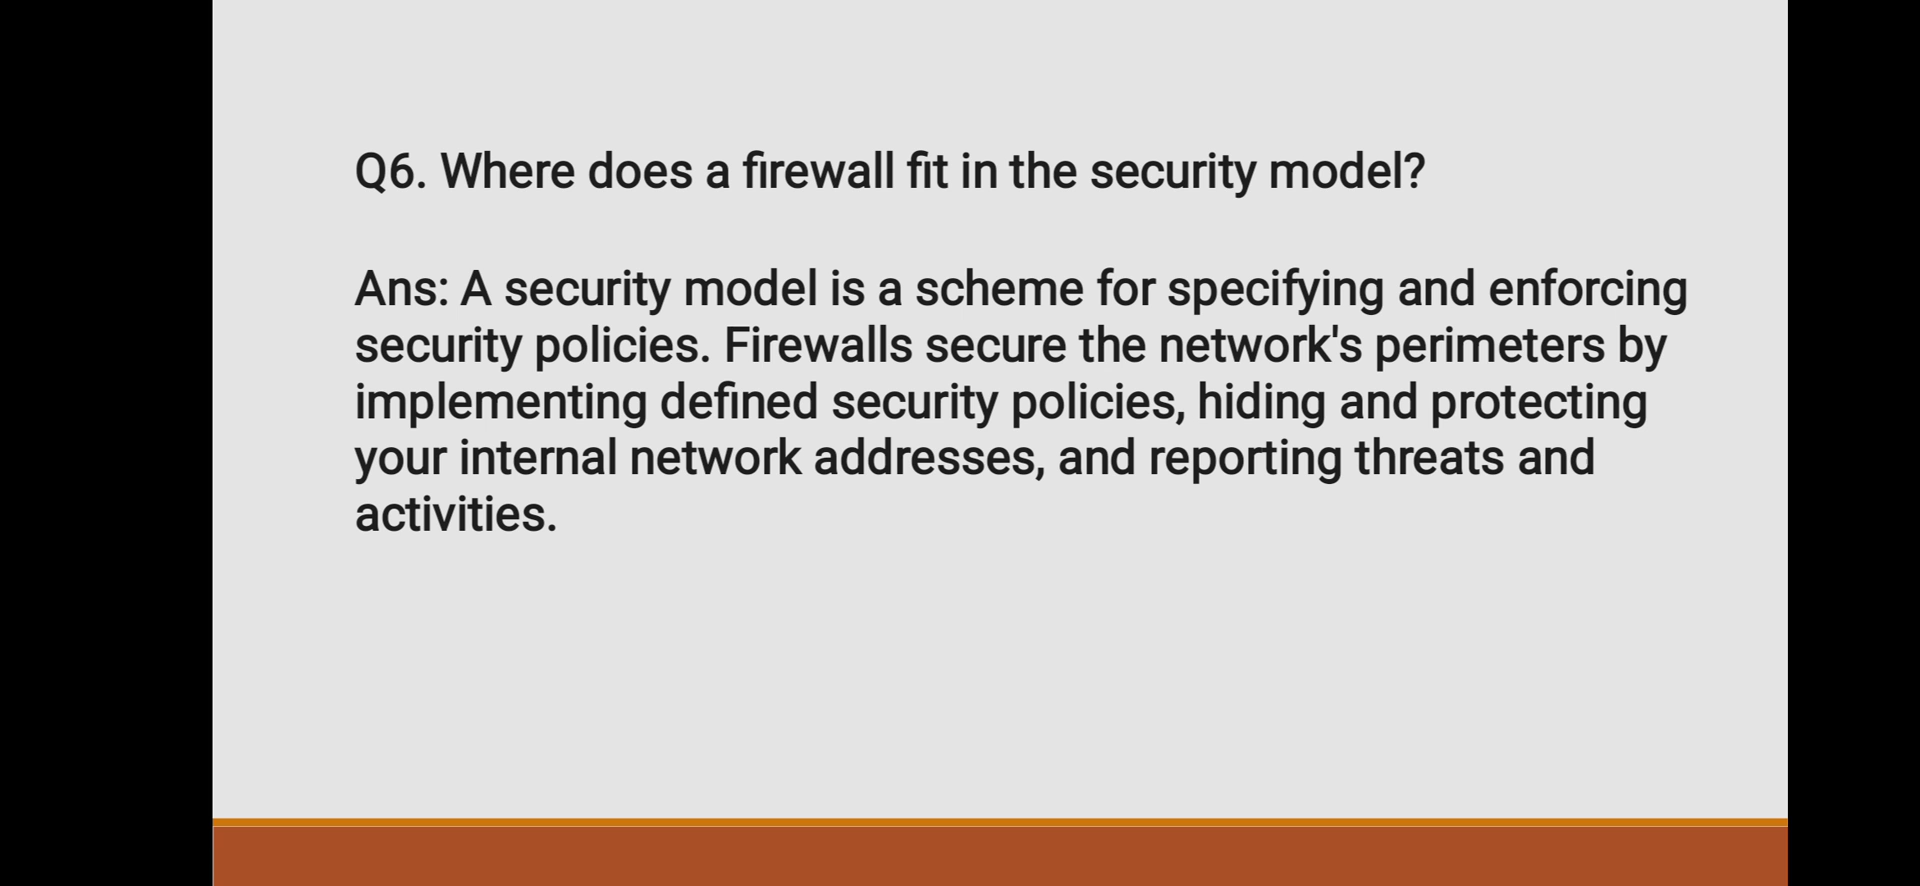 Q6. Where does a firewall fit in the security model?
Ans: A security model is a scheme for specifying and enforcing
security policies. Firewalls secure the network's perimeters by
implementing defined security policies, hiding and protecting
your internal network addresses, and reporting threats and
activities.